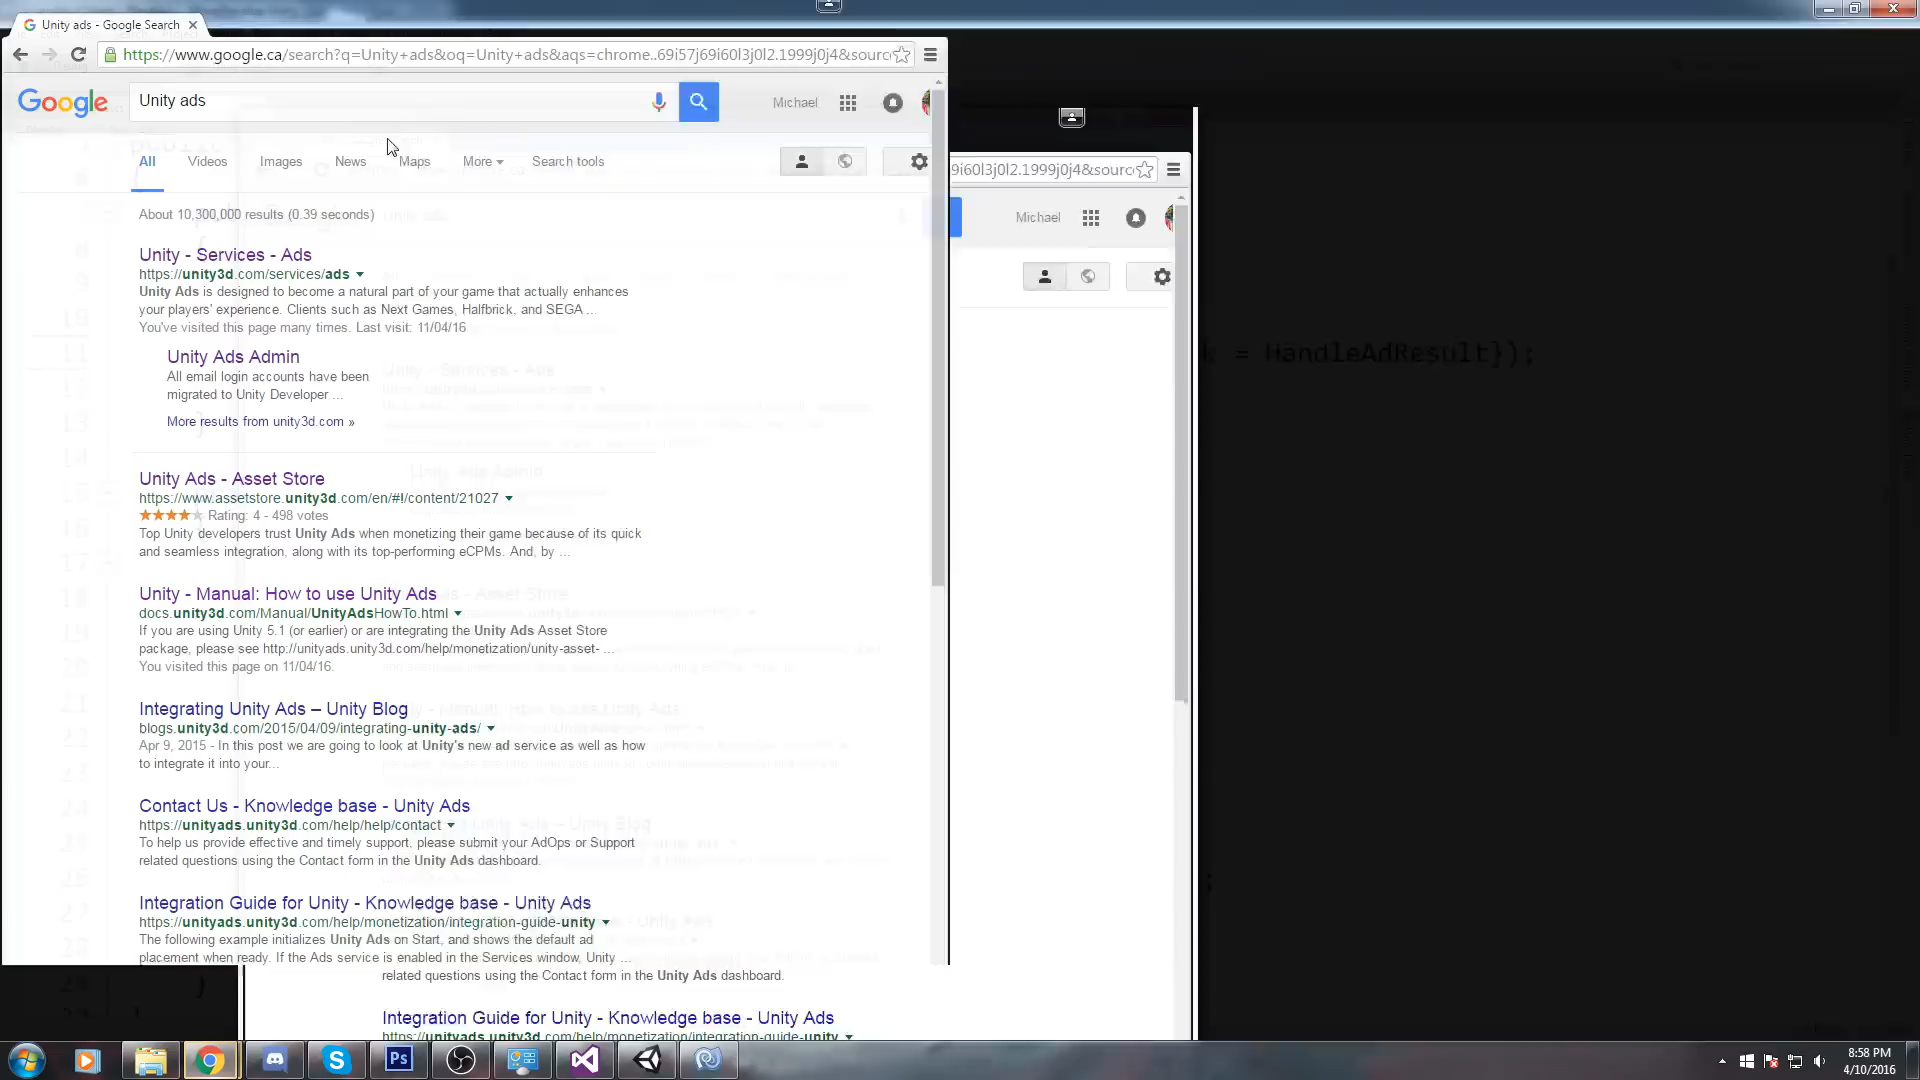 Unity ads - Google Search
https://www.google.ca/search?q=Unity+ads&oq=Unity+ads&aqs=chrome..69i57j69i60l3j0l2.1999j0j4&sourc
Google
Unity ads
Michael
All Videos Images News Maps More Search tools
About 10,300,000 results (0.39 seconds)
Unity - Services - Ads
https://unity3d.com/services/ads
Unity Ads is designed to become a natural part of your game that actually enhances
your players' experience. Clients such as Next Games, Halfbrick, and SEGA ...
You've visited this page many times. Last visit: 11/04/16
Unity Ads Admin
All email login accounts have been
migrated to Unity Developer ...
More results from unity3d.com »
Unity Ads - Asset Store
https://www.assetstore.unity3d.com/en/#!/content/21027
Rating: 4 - 498 votes
Top Unity developers trust Unity Ads when monetizing their game because of its quick
and seamless integration, along with its top-performing eCPMs. And, by ...
Unity - Manual: How to use Unity Ads
docs.unity3d.com/Manual/UnityAdsHowTo.html
If you are using Unity 5.1 (or earlier) or are integrating the Unity Ads Asset Store
package, please see http://unityads.unity3d.com/help/monetization/unity-asset- ...
You visited this page on 11/04/16.
Integrating Unity Ads – Unity Blog
blogs.unity3d.com/2015/04/09/integrating-unity-ads/
Apr 9, 2015 - In this post we are going to look at Unity's new ad service as well as how
to integrate it into your...
Contact Us - Knowledge base - Unity Ads
https://unityads.unity3d.com/help/help/contact
To help us provide effective and timely support, please submit your AdOps or Support
related questions using the Contact form in the Unity Ads dashboard.
Integration Guide for Unity - Knowledge base - Unity Ads
https://unityads.unity3d.com/help/monetization/integration-guide-unity
The following example initializes Unity Ads on Start, and shows the default ad
placement when ready. If the Ads service is enabled in the Services window, Unity ...
9i60l3j0l2.1999j0j4&sourc
Michael
= HandleAdResult});
related questions using the Contact form in the Unity Ads dashboard.
Integration Guide for Unity - Knowledge base - Unity Ads
https://unityads.unity3d.com/help/monetization/integration-guide-unity
Ps
8:58 PM
4/10/2016